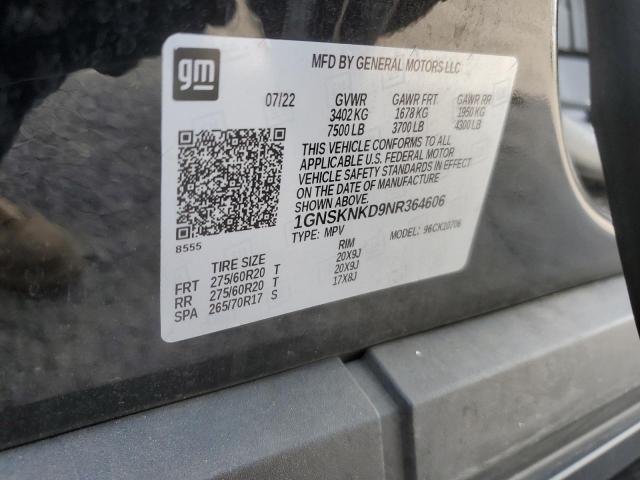 gm
MFD BY GENERAL MOTORS LLC
07/22 GVWR GAWR FRT GAWR RR
3402 KG 1678 KG 1950 KG
7500 LB 3700 LB 4300 LB
THIS VEHICLE CONFORMS TO ALL
APPLICABLE U.S. FEDERAL MOTOR
VEHICLE SAFETY STANDARDS IN EFFECT
ON THE DATE OF MANUFACTURE
SHOWN ABOVE.
1GNSKNKD9NR364606
TYPE: MPV MODEL: 96CK10706
8555
TIRE SIZE RIM
FRT 275/60R20 T 20X9J
RR 275/60R20 T 20X9J
SPA 265/70R17 S 17X8J